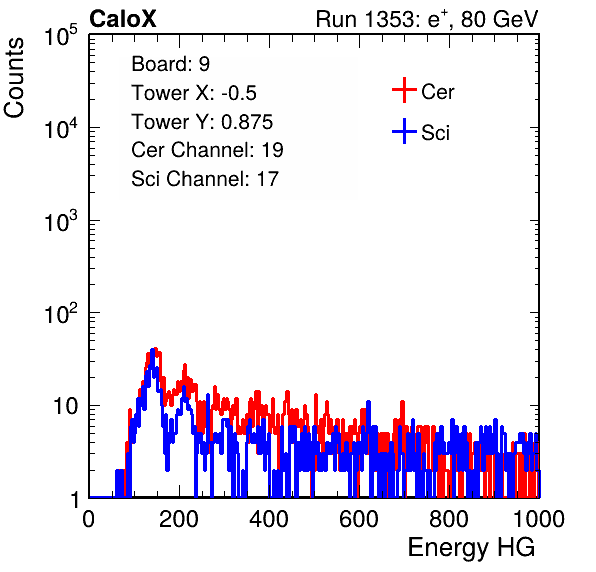 CaloX Run 1353: e⁺, 80 GeV
Counts
10⁵
10⁴
10³
10²
10
1
Board: 9
Tower X: -0.5
Tower Y: 0.875
Cer Channel: 19
Sci Channel: 17
Cer
Sci
0 200 400 600 800 1000
Energy HG